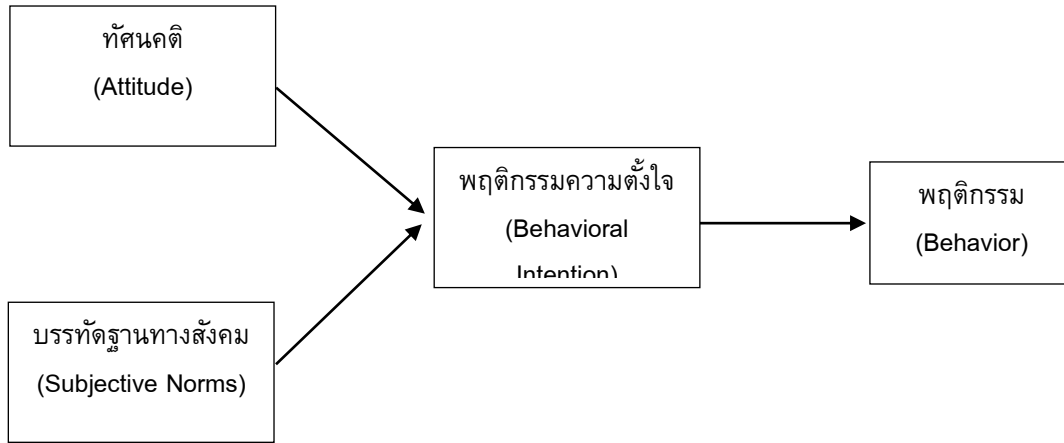 ทัศนคติ
(Attitude)
พฤติกรรมความตั้งใจ
(Behavioral
Intention)
พฤติกรรม
(Behavior)
บรรทัดฐานทางสังคม
(Subjective Norms)